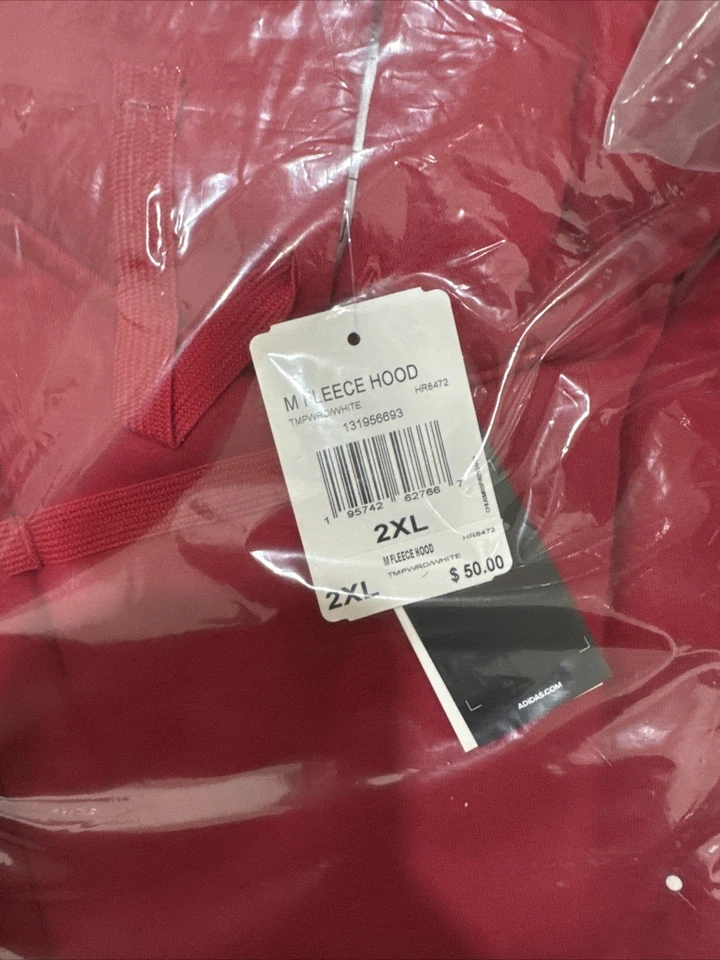 M FLEECE HOOD
TMPWRD/WHITE HR8472
131956693
1 95742 62766 7
2XL
M FLEECE HOOD HR8472
TMPWRD/WHITE
2XL $ 50.00
ADIDAS.COM